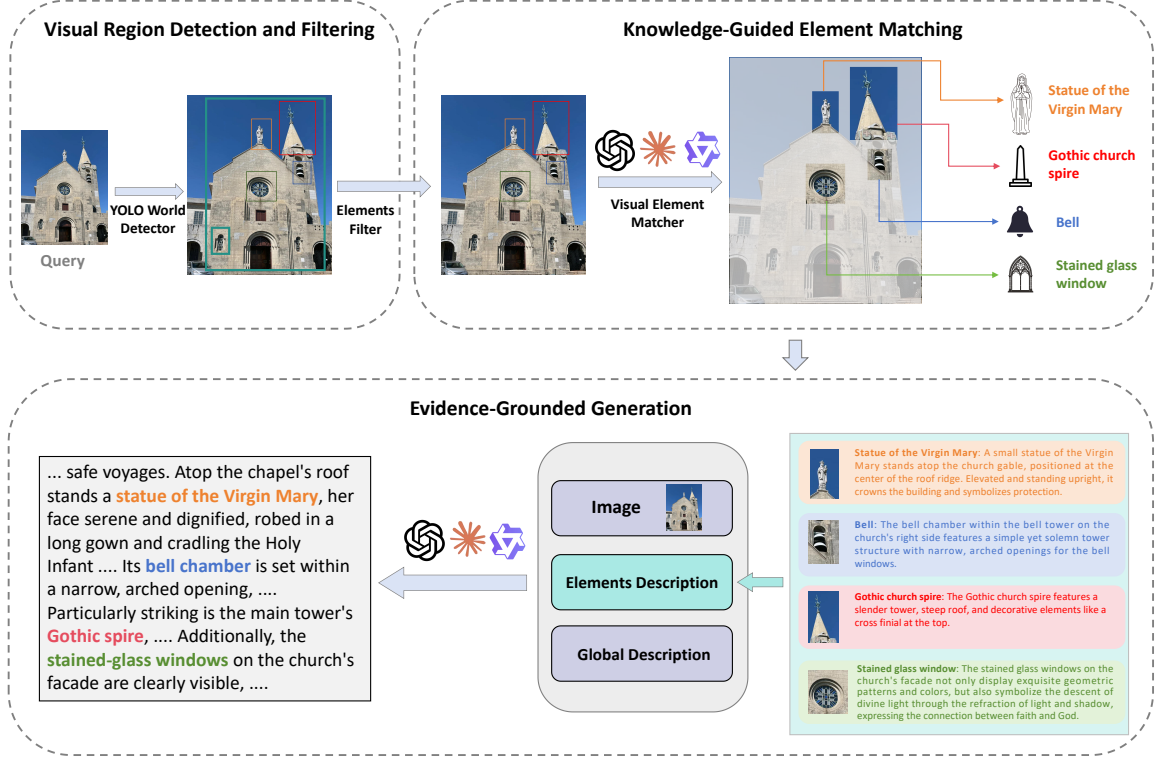 Visual Region Detection and Filtering
Query
YOLO World
Detector
Elements
Filter
Knowledge-Guided Element Matching
Visual Element
Matcher
Statue of the
Virgin Mary
Gothic church
spire
Bell
Stained glass
window
Evidence-Grounded Generation
... safe voyages. Atop the chapel's roof
stands a statue of the Virgin Mary, her
face serene and dignified, robed in a
long gown and cradling the Holy
Infant .... Its bell chamber is set within
a narrow, arched opening, ....
Particularly striking is the main tower's
Gothic spire, .... Additionally, the
stained-glass windows on the church's
facade are clearly visible, ....
Image
Elements Description
Global Description
Statue of the Virgin Mary: A small statue of the Virgin
Mary stands atop the church gable, positioned at the
center of the roof ridge. Elevated and standing upright, it
crowns the building and symbolizes protection.
Bell: The bell chamber within the bell tower on the
church's right side features a simple yet solemn tower
structure with narrow, arched openings for the bell
windows.
Gothic church spire: The Gothic church spire features a
slender tower, steep roof, and decorative elements like a
cross finial at the top.
Stained glass window: The stained glass windows on the
church's facade not only display exquisite geometric
patterns and colors, but also symbolize the descent of
divine light through the refraction of light and shadow,
expressing the connection between faith and God.